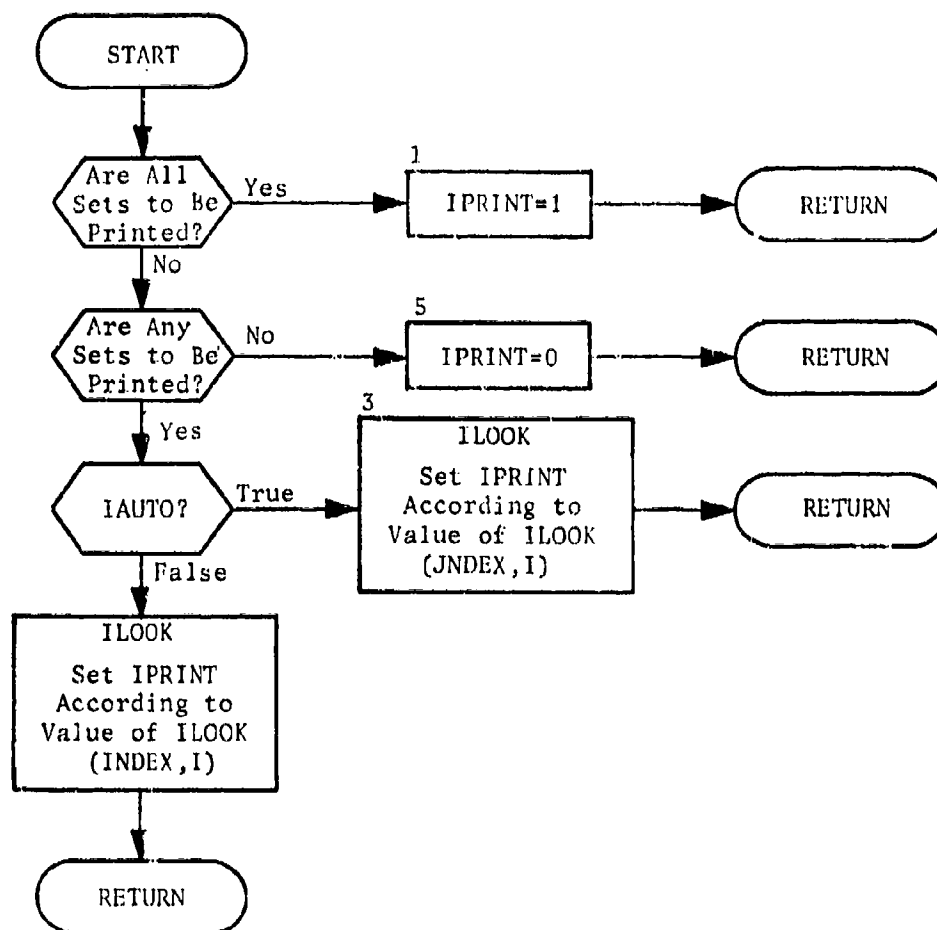 START
Are All
Sets to Be
Printed?
Yes
1
IPRINT=1
RETURN
No
Are Any
Sets to Be
Printed?
No
5
IPRINT=0
RETURN
Yes
IAUTO?
True
3
ILOOK
Set IPRINT
According to
Value of ILOOK
(JNDEX,I)
RETURN
False
ILOOK
Set IPRINT
According to
Value of ILOOK
(INDEX,I)
RETURN